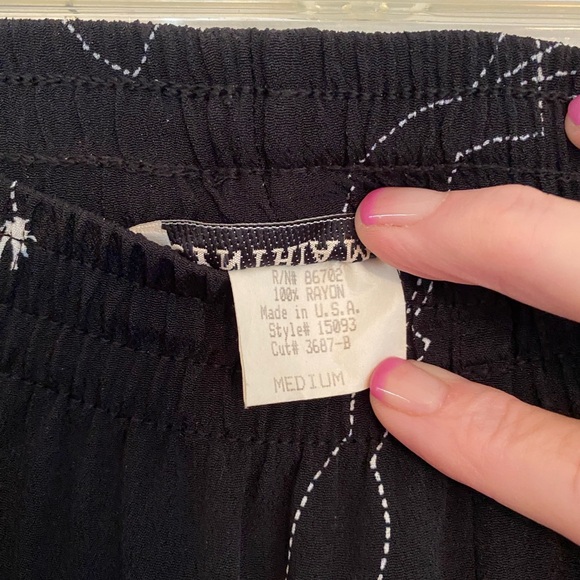 R/N# 86702
100% RAYON
Made in U.S.A.
Style# 15093
Cut# 3687-B
MEDIUM